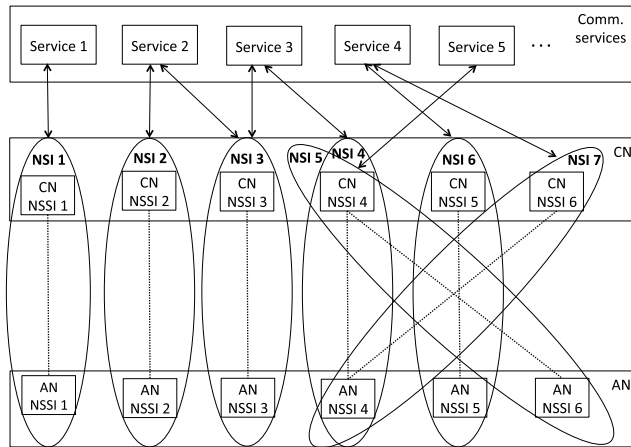 Comm.
services
Service 1
Service 2
Service 3
Service 4
Service 5
...
NSI 1
NSI 2
NSI 3
NSI 5
NSI 4
NSI 6
NSI 7
CN
CN
NSSI 1
CN
NSSI 2
CN
NSSI 3
CN
NSSI 4
CN
NSSI 5
CN
NSSI 6
AN
AN
NSSI 1
AN
NSSI 2
AN
NSSI 3
AN
NSSI 4
AN
NSSI 5
AN
NSSI 6